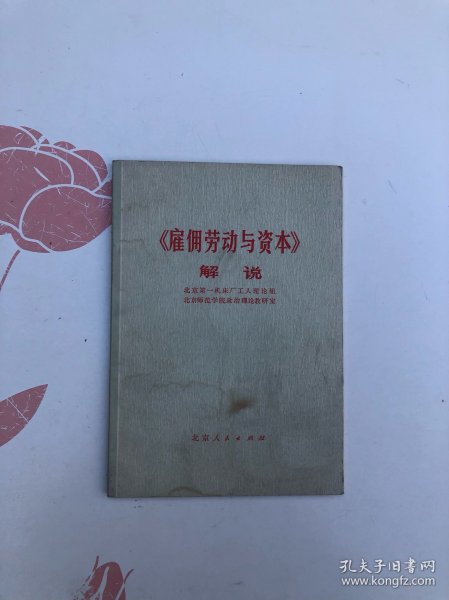 《雇佣劳动与资本》
解说
北京第一机床厂工人理论组
北京师范学院政治理论教研室
北京人民出版社
孔夫子旧书网
www.kongfz.com